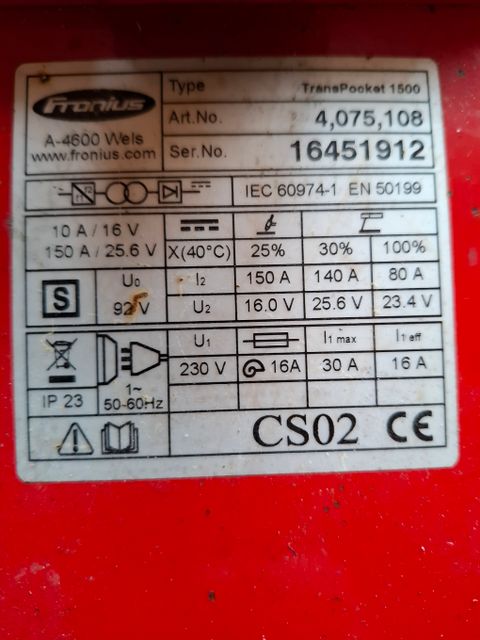 Fronius
A-4600 Wels
www.fronius.com
Type TransPocket 1500
Art.No. 4,075,108
Ser.No. 16451912
IEC 60974-1 EN 50199
10 A / 16 V
150 A / 25.6 V
X(40°C) 25% 30% 100%
S U0 I2 150 A 140 A 80 A
92 V U2 16.0 V 25.6 V 23.4 V
U1 I1 max I1 eff
230 V 16A 30 A 16 A
IP 23 1~
50-60Hz
CS02 CE